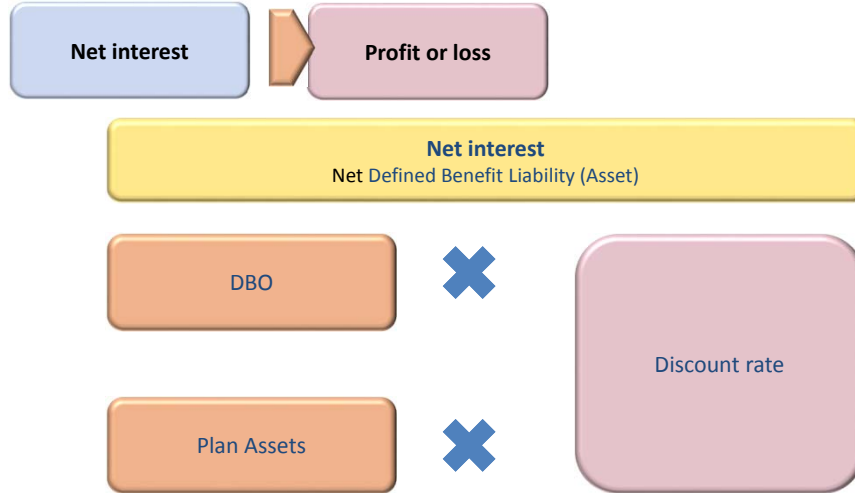 Net interest
Profit or loss
Net interest
Net Defined Benefit Liability (Asset)
DBO
Discount rate
Plan Assets